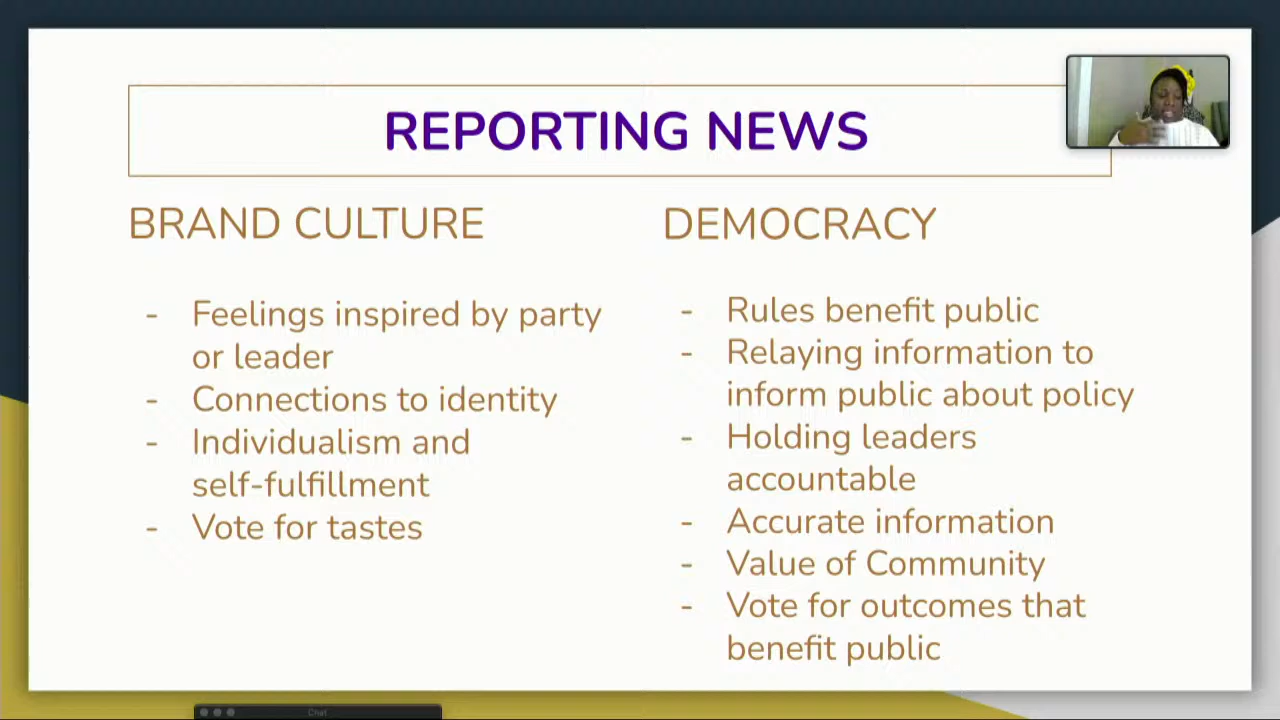 REPORTING NEWS
BRAND CULTURE
- Feelings inspired by party
or leader
- Connections to identity
- Individualism and
self-fulfillment
- Vote for tastes
DEMOCRACY
- Rules benefit public
- Relaying information to
inform public about policy
- Holding leaders
accountable
- Accurate information
- Value of Community
- Vote for outcomes that
benefit public
Chat